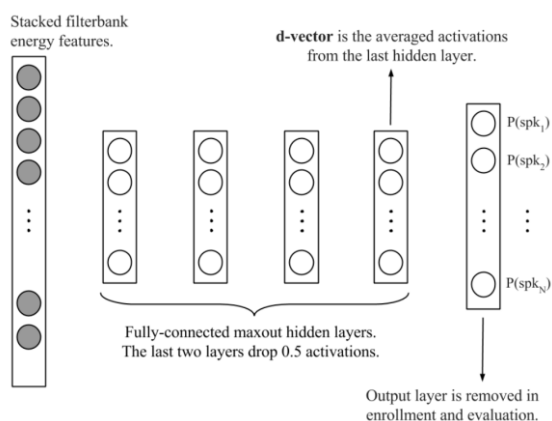 Stacked filterbank
energy features.
d-vector is the averaged activations
from the last hidden layer.
P(spk₁)
P(spk₂)
P(spk_N)
Fully-connected maxout hidden layers.
The last two layers drop 0.5 activations.
Output layer is removed in
enrollment and evaluation.